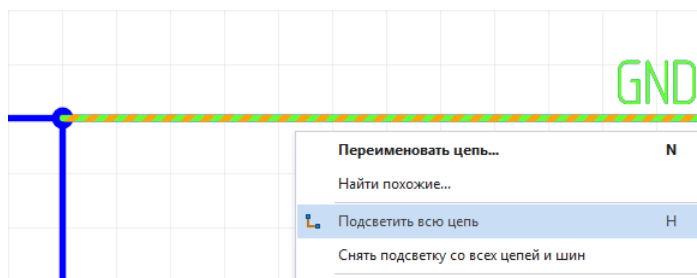 GND
Переименовать цепь... N
Найти похожие...
Подсветить всю цепь H
Снять подсветку со всех цепей и шин